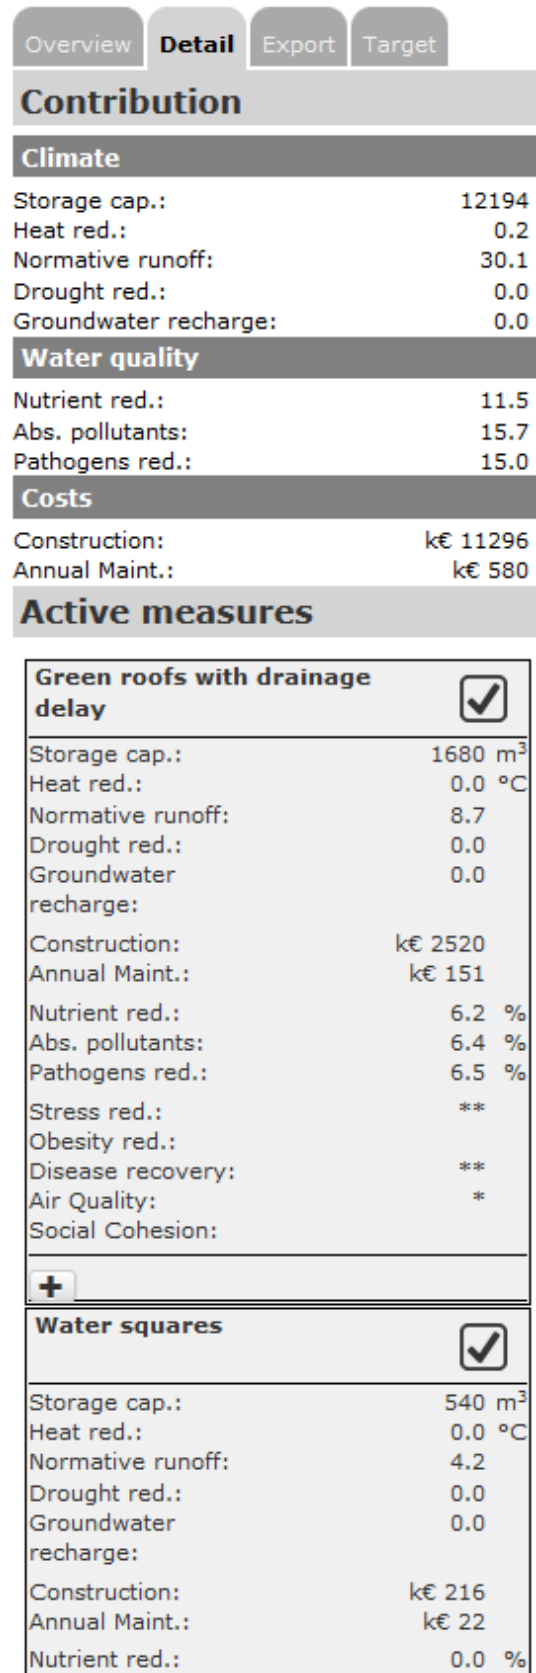 Overview Detail Export Target
Contribution
Climate
Storage cap.: 12194
Heat red.: 0.2
Normative runoff: 30.1
Drought red.: 0.0
Groundwater recharge: 0.0
Water quality
Nutrient red.: 11.5
Abs. pollutants: 15.7
Pathogens red.: 15.0
Costs
Construction: k€ 11296
Annual Maint.: k€ 580
Active measures
Green roofs with drainage
delay
Storage cap.: 1680 m³
Heat red.: 0.0 °C
Normative runoff: 8.7
Drought red.: 0.0
Groundwater 0.0
recharge:
Construction: k€ 2520
Annual Maint.: k€ 151
Nutrient red.: 6.2 %
Abs. pollutants: 6.4 %
Pathogens red.: 6.5 %
Stress red.: **
Obesity red.:
Disease recovery: **
Air Quality: *
Social Cohesion:
+
Water squares
Storage cap.: 540 m³
Heat red.: 0.0 °C
Normative runoff: 4.2
Drought red.: 0.0
Groundwater 0.0
recharge:
Construction: k€ 216
Annual Maint.: k€ 22
Nutrient red.: 0.0 %